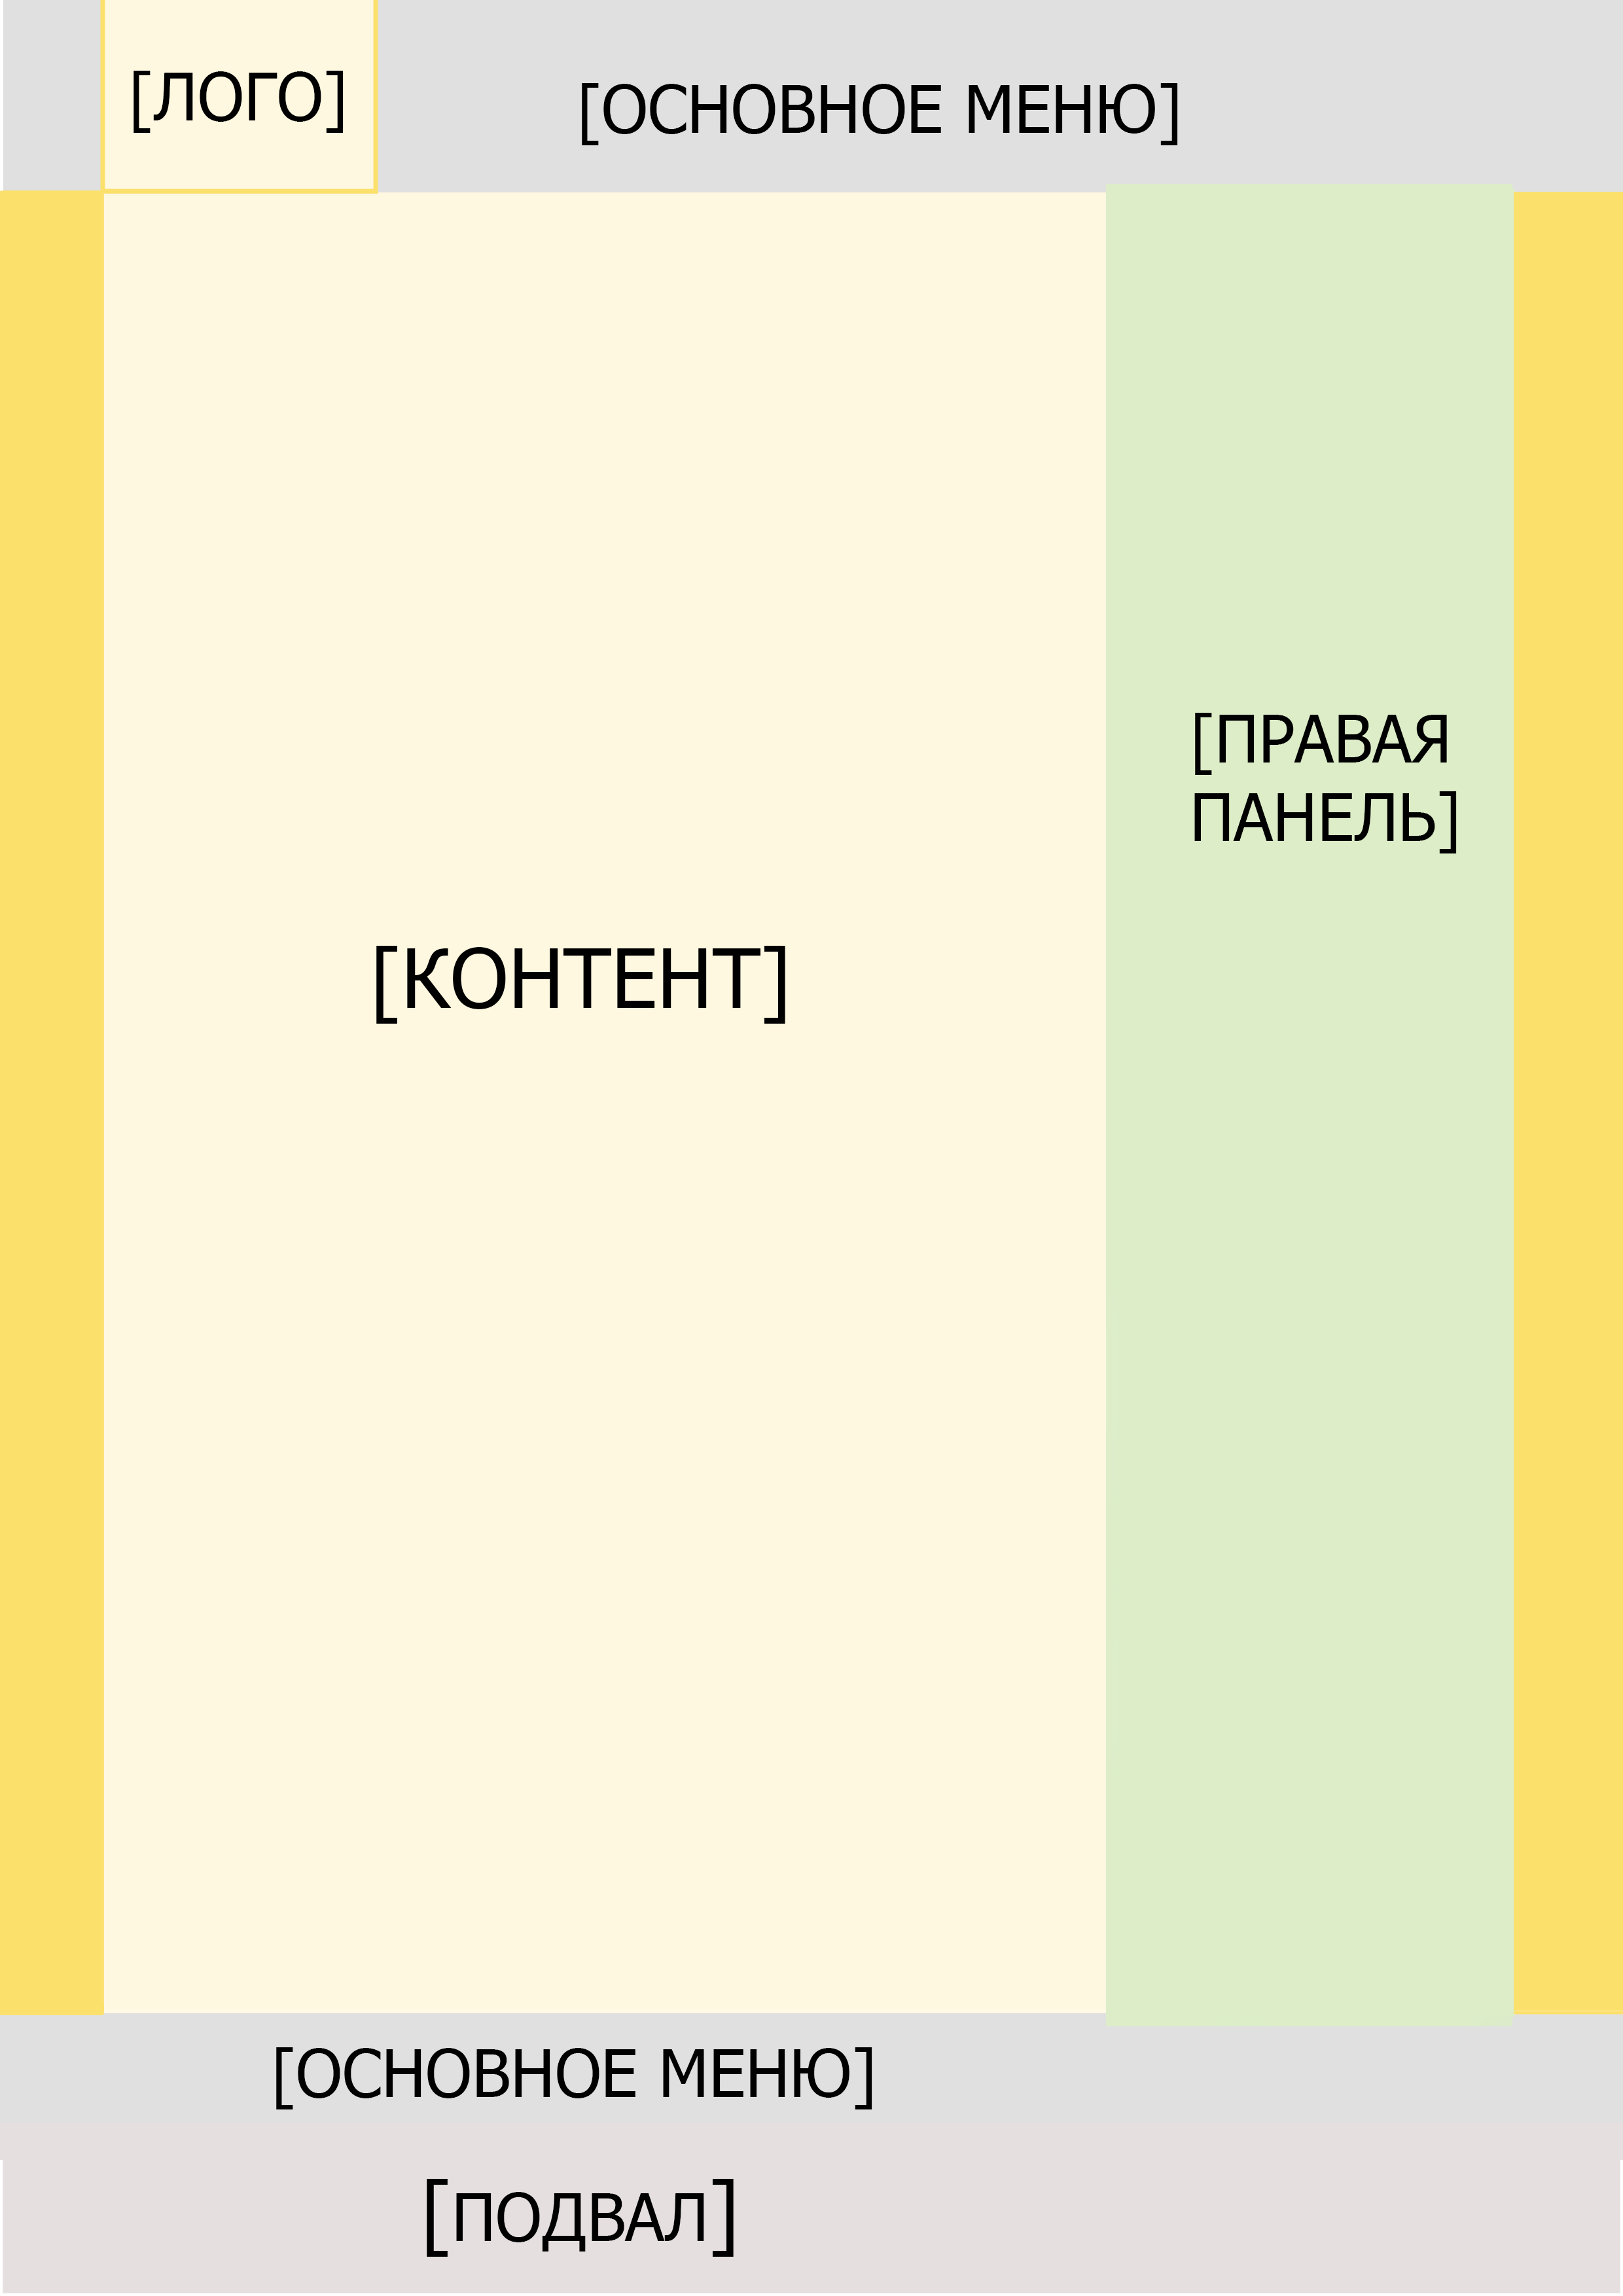 [ЛОГО]
[ОСНОВНОЕ МЕНЮ]
[ПРАВАЯ
ПАНЕЛЬ]
[КОНТЕНТ]
[ОСНОВНОЕ МЕНЮ]
[ПОДВАЛ]